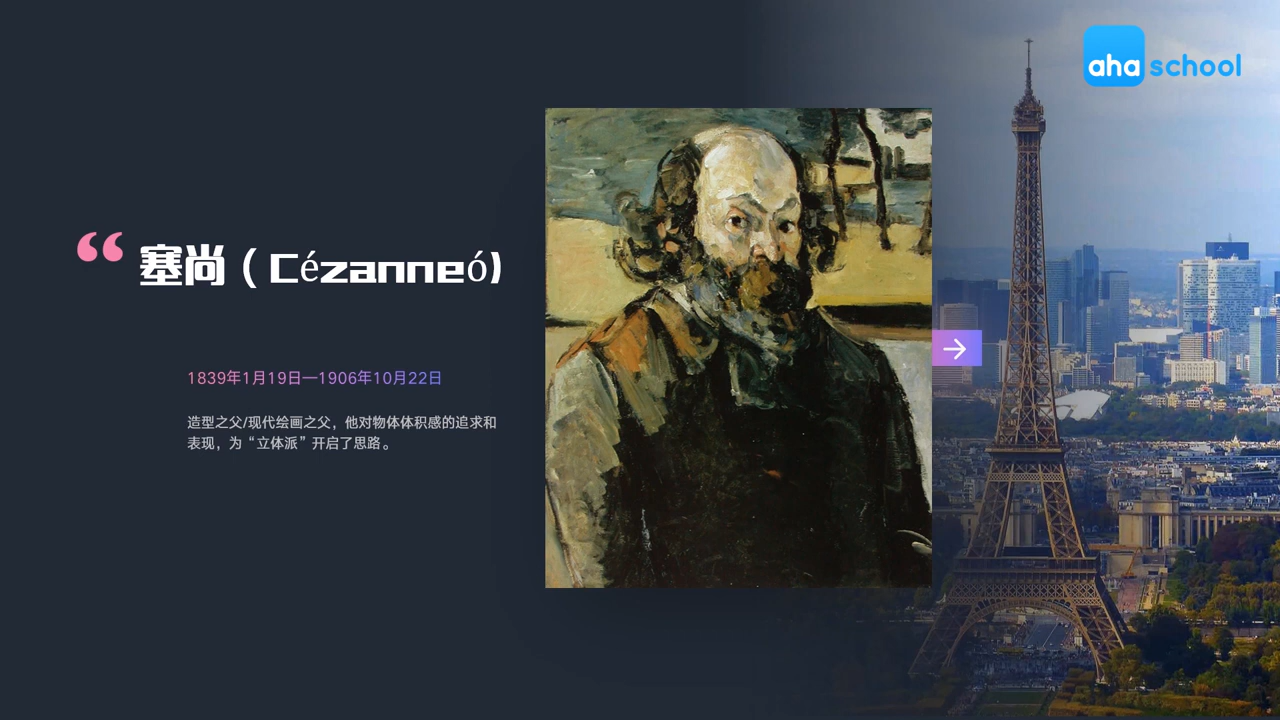 aha school
塞尚（Cézanneó）
1839年1月19日—1906年10月22日
造型之父/现代绘画之父，他对物体体积感的追求和
表现，为“立体派”开启了思路。